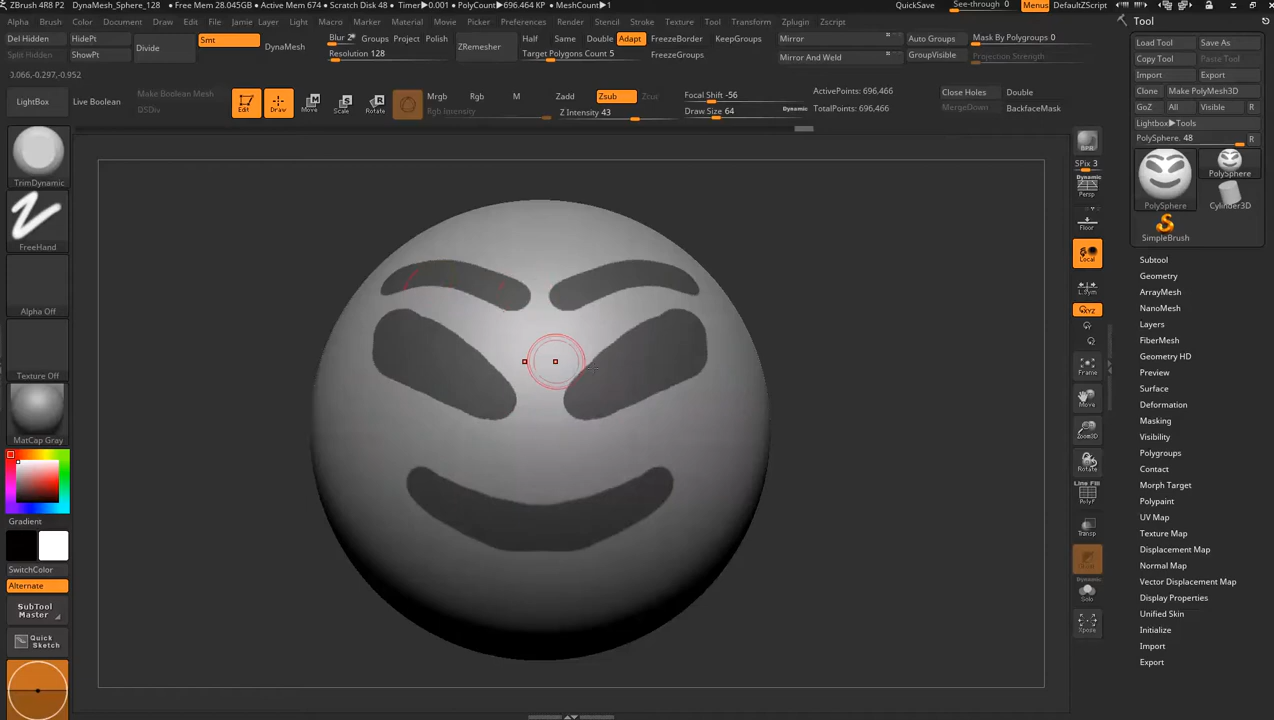 ZBrush 4R8 P2 DynaMesh_Sphere_128 • Free Mem 28.045GB • Active Mem 674 • Scratch Disk 48 • Timer▶0.001 • PolyCount▶696.464 KP • MeshCount▶1 QuickSave See-through 0 Menus DefaultZScript
Alpha Brush Color Document Draw Edit File Jamie Layer Light Macro Marker Material Movie Picker Preferences Render Stencil Stroke Texture Tool Transform Zplugin Zscript
Del Hidden HidePt
Split Hidden ShowPt
Divide
Smt
DynaMesh
Blur 2 Groups Project Polish
Resolution 128
ZRemesher
Half Same Double Adapt FreezeBorder KeepGroups
Target Polygons Count 5 FreezeGroups
Mirror
Mirror And Weld
Auto Groups
GroupVisible
Mask By Polygroups 0
Projection Strength
3.066,-0.297,-0.952
LightBox Live Boolean
Make Boolean Mesh
DSDiv
Edit Draw Move Scale Rotate
Mrgb Rgb M
Rgb Intensity
Zadd Zsub Zcus
Z Intensity 43
Focal Shift -56
Draw Size 64 Dynamic
ActivePoints: 696,466
TotalPoints: 696,466
Close Holes Double
MergeDown BackfaceMask
TrimDynamic
FreeHand
Alpha Off
Texture Off
MatCap Gray
Gradient
SwitchColor
Alternate
SubTool
Master
Quick
Sketch
BPR
SPix 3
Dynamic
Persp
Floor
Local
L.Sym
XYZ
Frame
Move
Zoom3D
Rotate
Line Fill
PolyF
Transp
Dynamic
Solo
Xpose
Tool
Load Tool Save As
Copy Tool Paste Tool
Import Export
Clone Make PolyMesh3D
GoZ All Visible R
Lightbox▶Tools
PolySphere. 48 R
PolySphere
PolySphere
Cylinder3D
SimpleBrush
Subtool
Geometry
ArrayMesh
NanoMesh
Layers
FiberMesh
Geometry HD
Preview
Surface
Deformation
Masking
Visibility
Polygroups
Contact
Morph Target
Polypaint
UV Map
Texture Map
Displacement Map
Normal Map
Vector Displacement Map
Display Properties
Unified Skin
Initialize
Import
Export